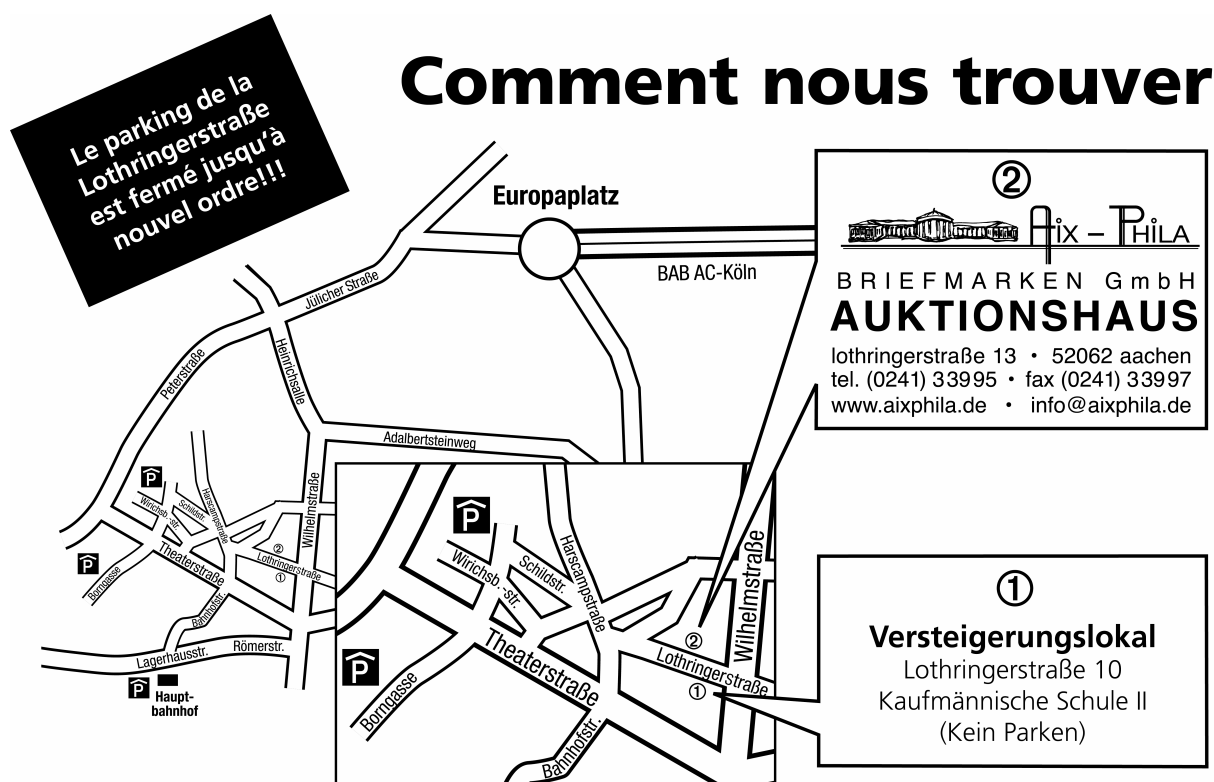 Le parking de la
Lothringerstraße
est fermé jusqu'à
nouvel ordre!!!
Comment nous trouver
Europaplatz
BAB AC-Köln
Jülicher Straße
Peterstraße
Heinrichsalle
Adalbertsteinweg
②
AIX – PHILA
BRIEFMARKEN GmbH
AUKTIONSHAUS
lothringerstraße 13 • 52062 aachen
tel. (0241) 33995 • fax (0241) 33997
www.aixphila.de • info@aixphila.de
P
Wirichsb.-str.
Schildstr.
Harscampstraße
Wilhelmstraße
②
Lothringerstraße
①
P
Borngasse
Theaterstraße
Bahnhofstr.
Lagerhausstr.
Römerstr.
P
Haupt-
bahnhof
P
Wirichsb.-str.
Schildstr.
Harscampstraße
Wilhelmstraße
②
Lothringerstraße
①
P
Borngasse
Theaterstraße
Bahnhofstr.
①
Versteigerungslokal
Lothringerstraße 10
Kaufmännische Schule II
(Kein Parken)